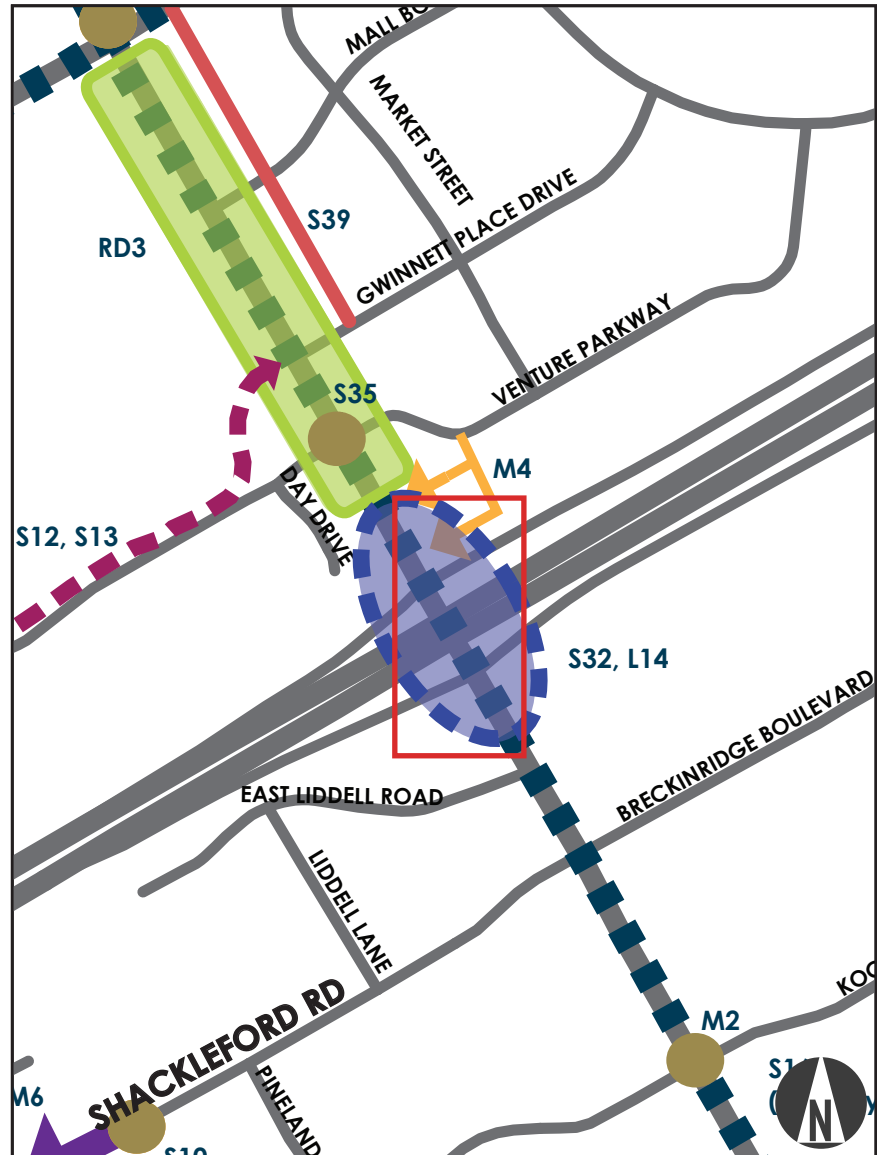 MALL BO
MARKET STREET
S39
RD3
GWINNETT PLACE DRIVE
VENTURE PARKWAY
S35
M4
DAY DRIVE
S12, S13
S32, L14
BRECKINRIDGE BOULEVARD
EAST LIDDELL ROAD
LIDDELL LANE
KOO
SHACKLEFORD RD
M2
PINELAND
M6
N